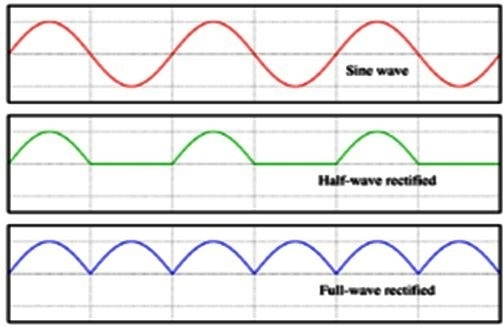 Sine wave
Half-wave rectified
Full-wave rectified